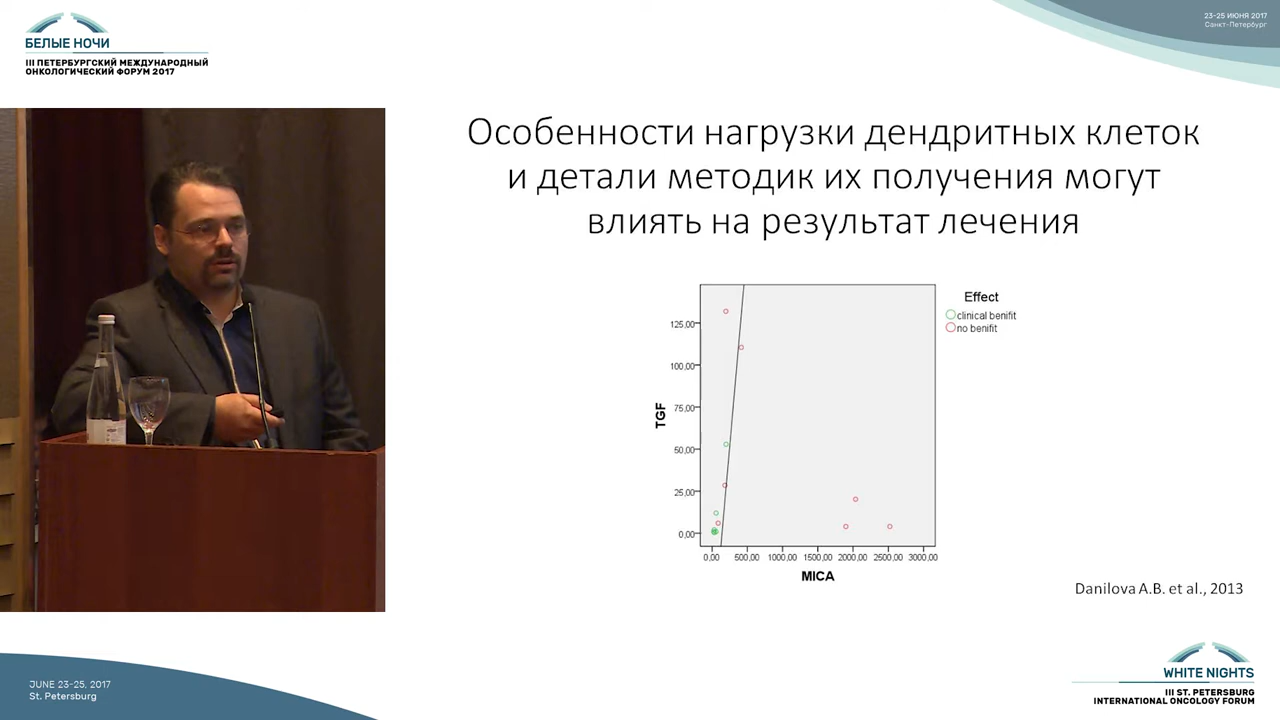 БЕЛЫЕ НОЧИ
III ПЕТЕРБУРГСКИЙ МЕЖДУНАРОДНЫЙ
ОНКОЛОГИЧЕСКИЙ ФОРУМ 2017
23-25 ИЮНЯ 2017
Санкт-Петербург
Особенности нагрузки дендритных клеток
и детали методик их получения могут
влиять на результат лечения
Effect
clinical benifit
no benifit
TGF
125,00
100,00
75,00
50,00
25,00
0,00
0,00 500,00 1000,00 1500,00 2000,00 2500,00 3000,00
MICA
Danilova A.B. et al., 2013
JUNE 23-25, 2017
St. Petersburg
WHITE NIGHTS
III ST. PETERSBURG
INTERNATIONAL ONCOLOGY FORUM